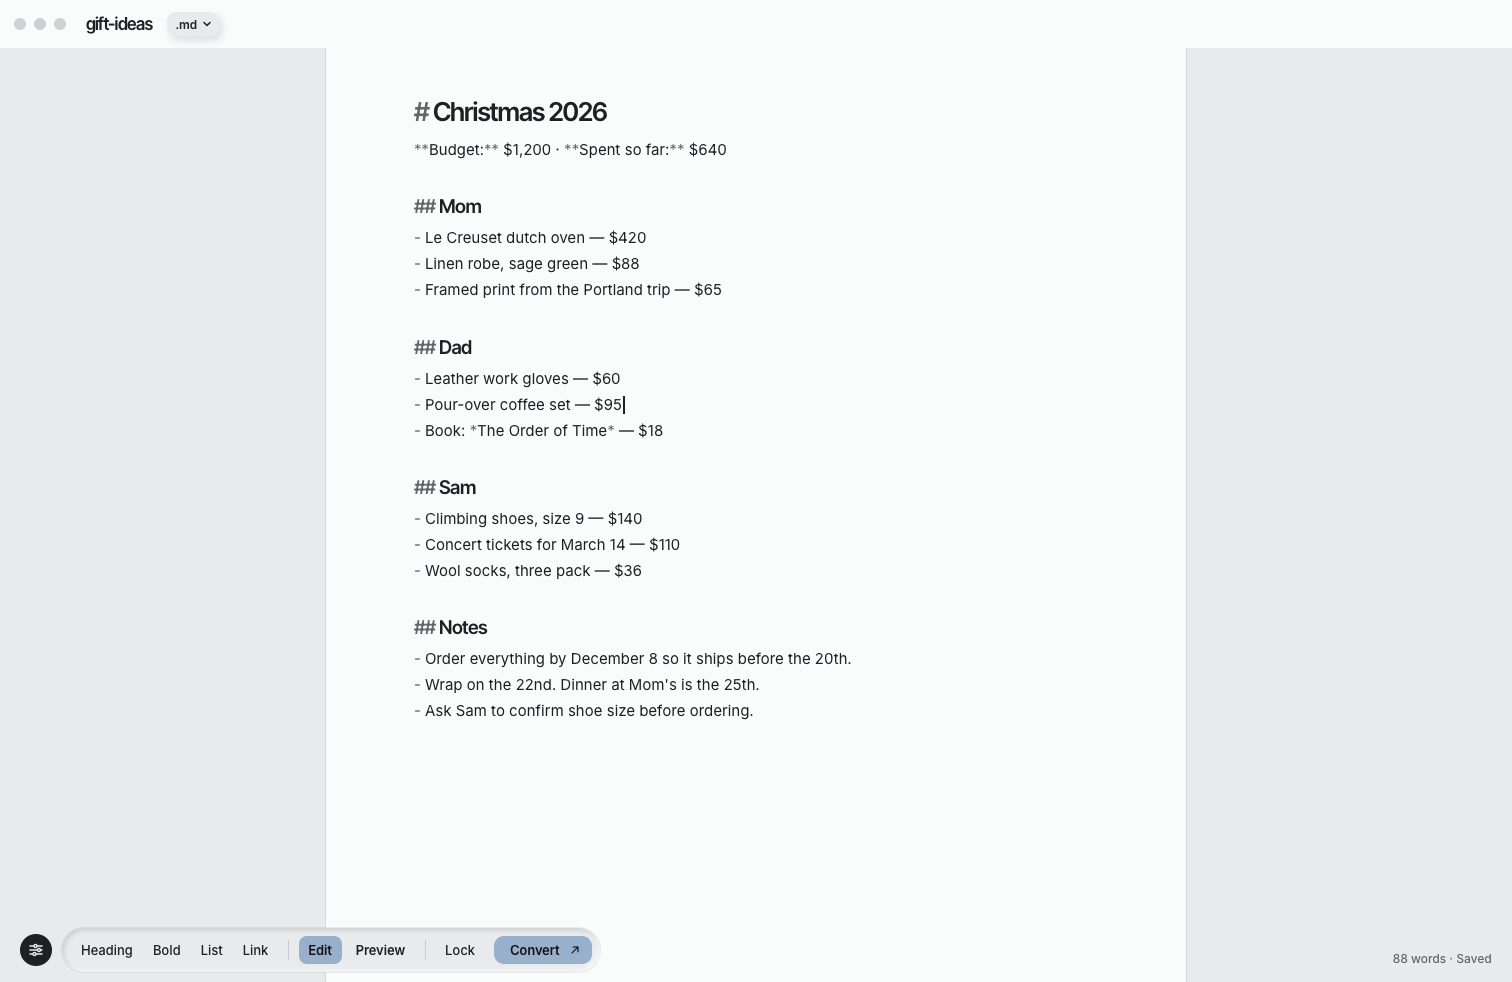 gift-ideas .md
# Christmas 2026
**Budget:** $1,200 · **Spent so far:** $640
## Mom
- Le Creuset dutch oven — $420
- Linen robe, sage green — $88
- Framed print from the Portland trip — $65
## Dad
- Leather work gloves — $60
- Pour-over coffee set — $95
- Book: *The Order of Time* — $18
## Sam
- Climbing shoes, size 9 — $140
- Concert tickets for March 14 — $110
- Wool socks, three pack — $36
## Notes
- Order everything by December 8 so it ships before the 20th.
- Wrap on the 22nd. Dinner at Mom's is the 25th.
- Ask Sam to confirm shoe size before ordering.
Heading Bold List Link Edit Preview Lock Convert
88 words · Saved